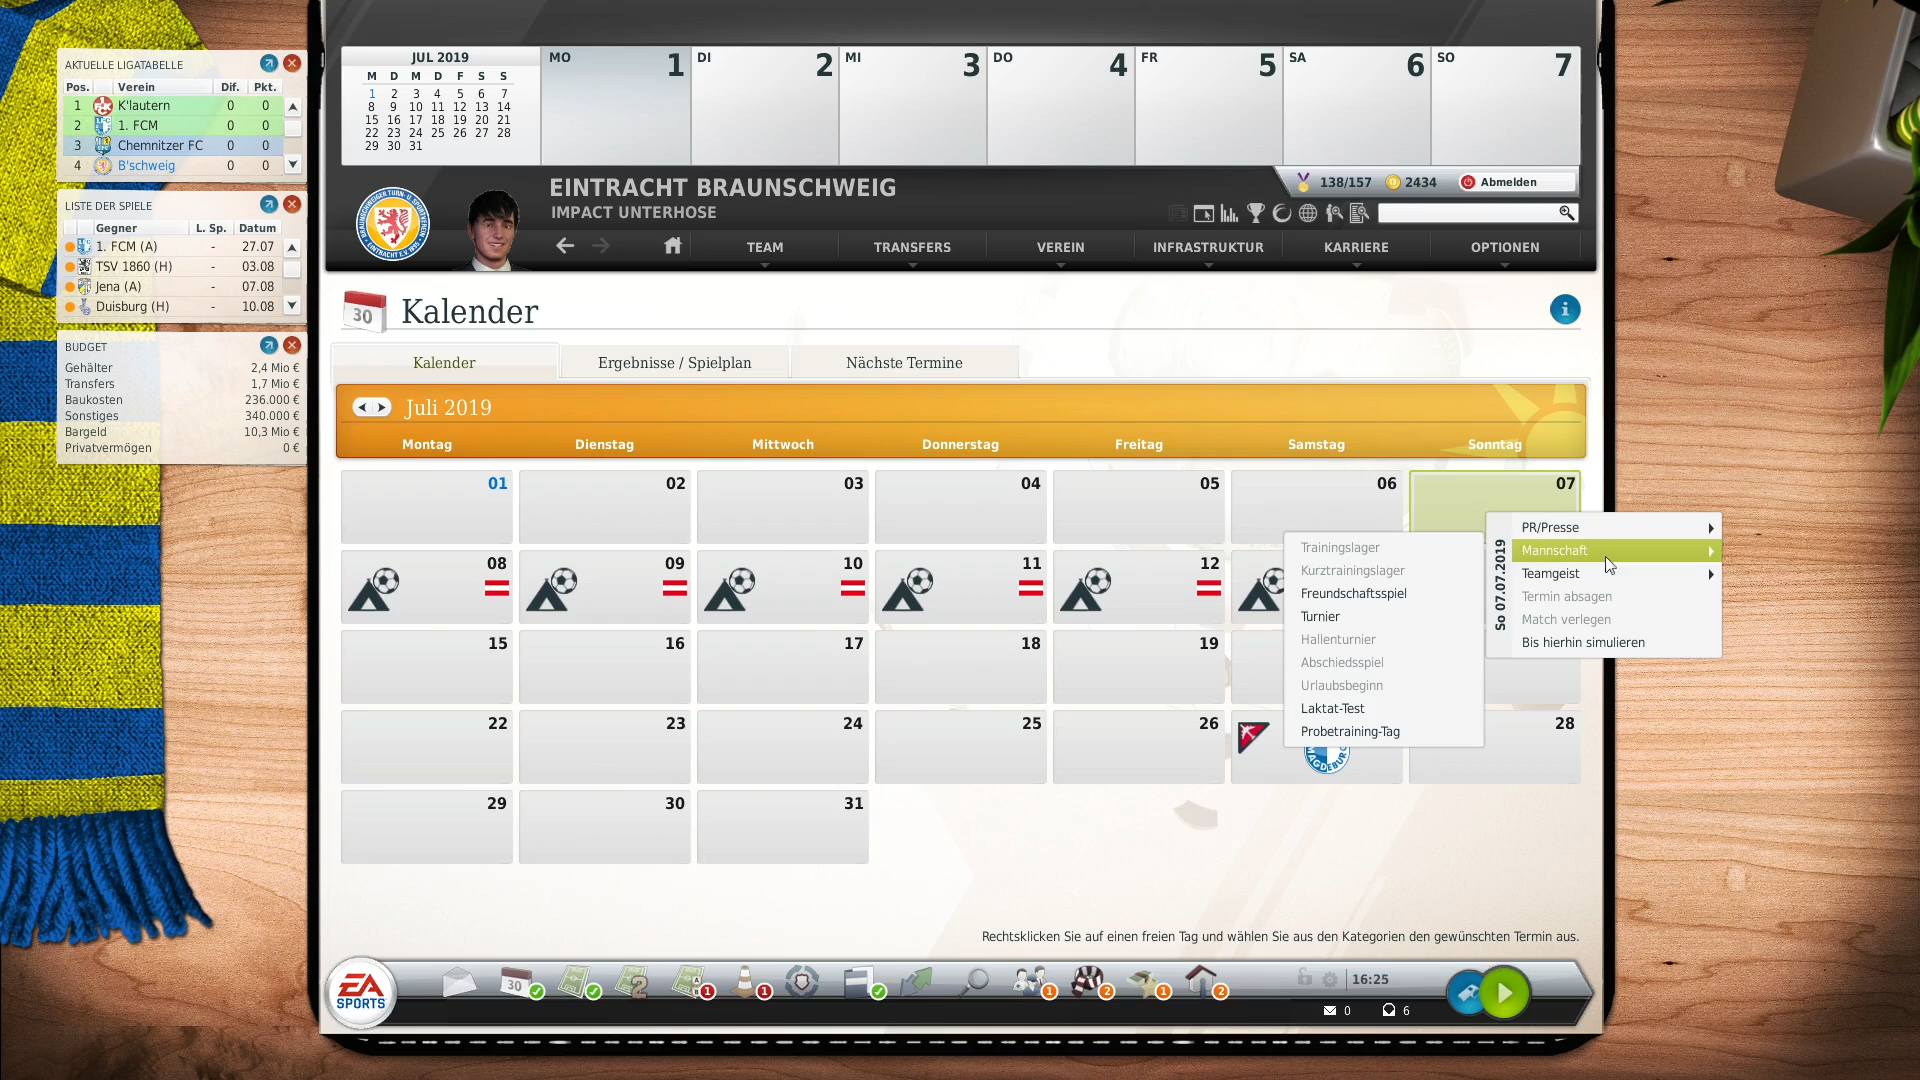 AKTUELLE LIGATABELLE
Pos. Verein Dif. Pkt.
1 K'lautern 0 0
2 1. FCM 0 0
3 Chemnitzer FC 0 0
4 B'schweig 0 0
LISTE DER SPIELE
Gegner L. Sp. Datum
1. FCM (A) - 27.07
TSV 1860 (H) - 03.08
Jena (A) - 07.08
Duisburg (H) - 10.08
BUDGET
Gehälter 2,4 Mio €
Transfers 1,7 Mio €
Baukosten 236.000 €
Sonstiges 340.000 €
Bargeld 10,3 Mio €
Privatvermögen 0 €
JUL 2019
M D M D F S S
1 2 3 4 5 6 7
8 9 10 11 12 13 14
15 16 17 18 19 20 21
22 23 24 25 26 27 28
29 30 31
MO 1 DI 2 MI 3 DO 4 FR 5 SA 6 SO 7
138/157 2434 Abmelden
EINTRACHT BRAUNSCHWEIG
IMPACT UNTERHOSE
TEAM TRANSFERS VEREIN INFRASTRUKTUR KARRIERE OPTIONEN
30 Kalender
Kalender Ergebnisse / Spielplan Nächste Termine
Juli 2019
Montag Dienstag Mittwoch Donnerstag Freitag Samstag Sonntag
01 02 03 04 05 06 07
08 09 10 11 12
15 16 17 18 19
22 23 24 25 26 28
29 30 31
So 07.07.2019
PR/Presse
Mannschaft
Teamgeist
Termin absagen
Match verlegen
Bis hierhin simulieren
Trainingslager
Kurztrainingslager
Freundschaftsspiel
Turnier
Hallenturnier
Abschiedsspiel
Urlaubsbeginn
Laktat-Test
Probetraining-Tag
Rechtsklicken Sie auf einen freien Tag und wählen Sie aus den Kategorien den gewünschten Termin aus.
EA
SPORTS
30 2 1 1 1 2 1 2 16:25
0 6